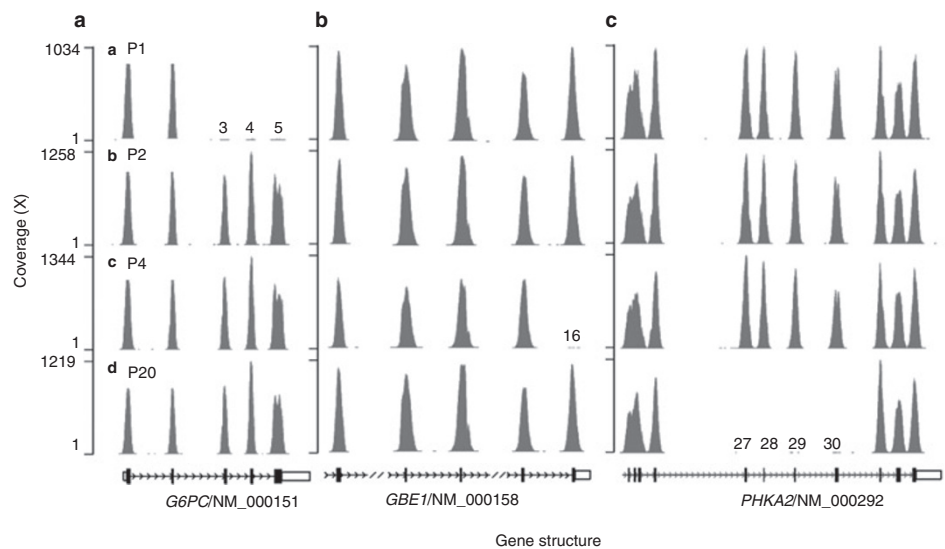 a b c
a P1
1034
3 4 5
1
b P2
1258
1
c P4
1344
16
1
d P20
1219
27 28 29 30
1
Coverage (X)
G6PC/NM_000151 GBE1/NM_000158 PHKA2/NM_000292
Gene structure